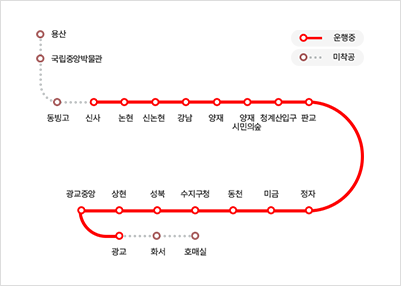 용산
운행중
국립중앙박물관
미착공
동빙고
신사
논현
신논현
강남
양재
양재
시민의숲
청계산입구
판교
광교중앙
상현
성복
수지구청
동천
미금
정자
광교
화서
호매실